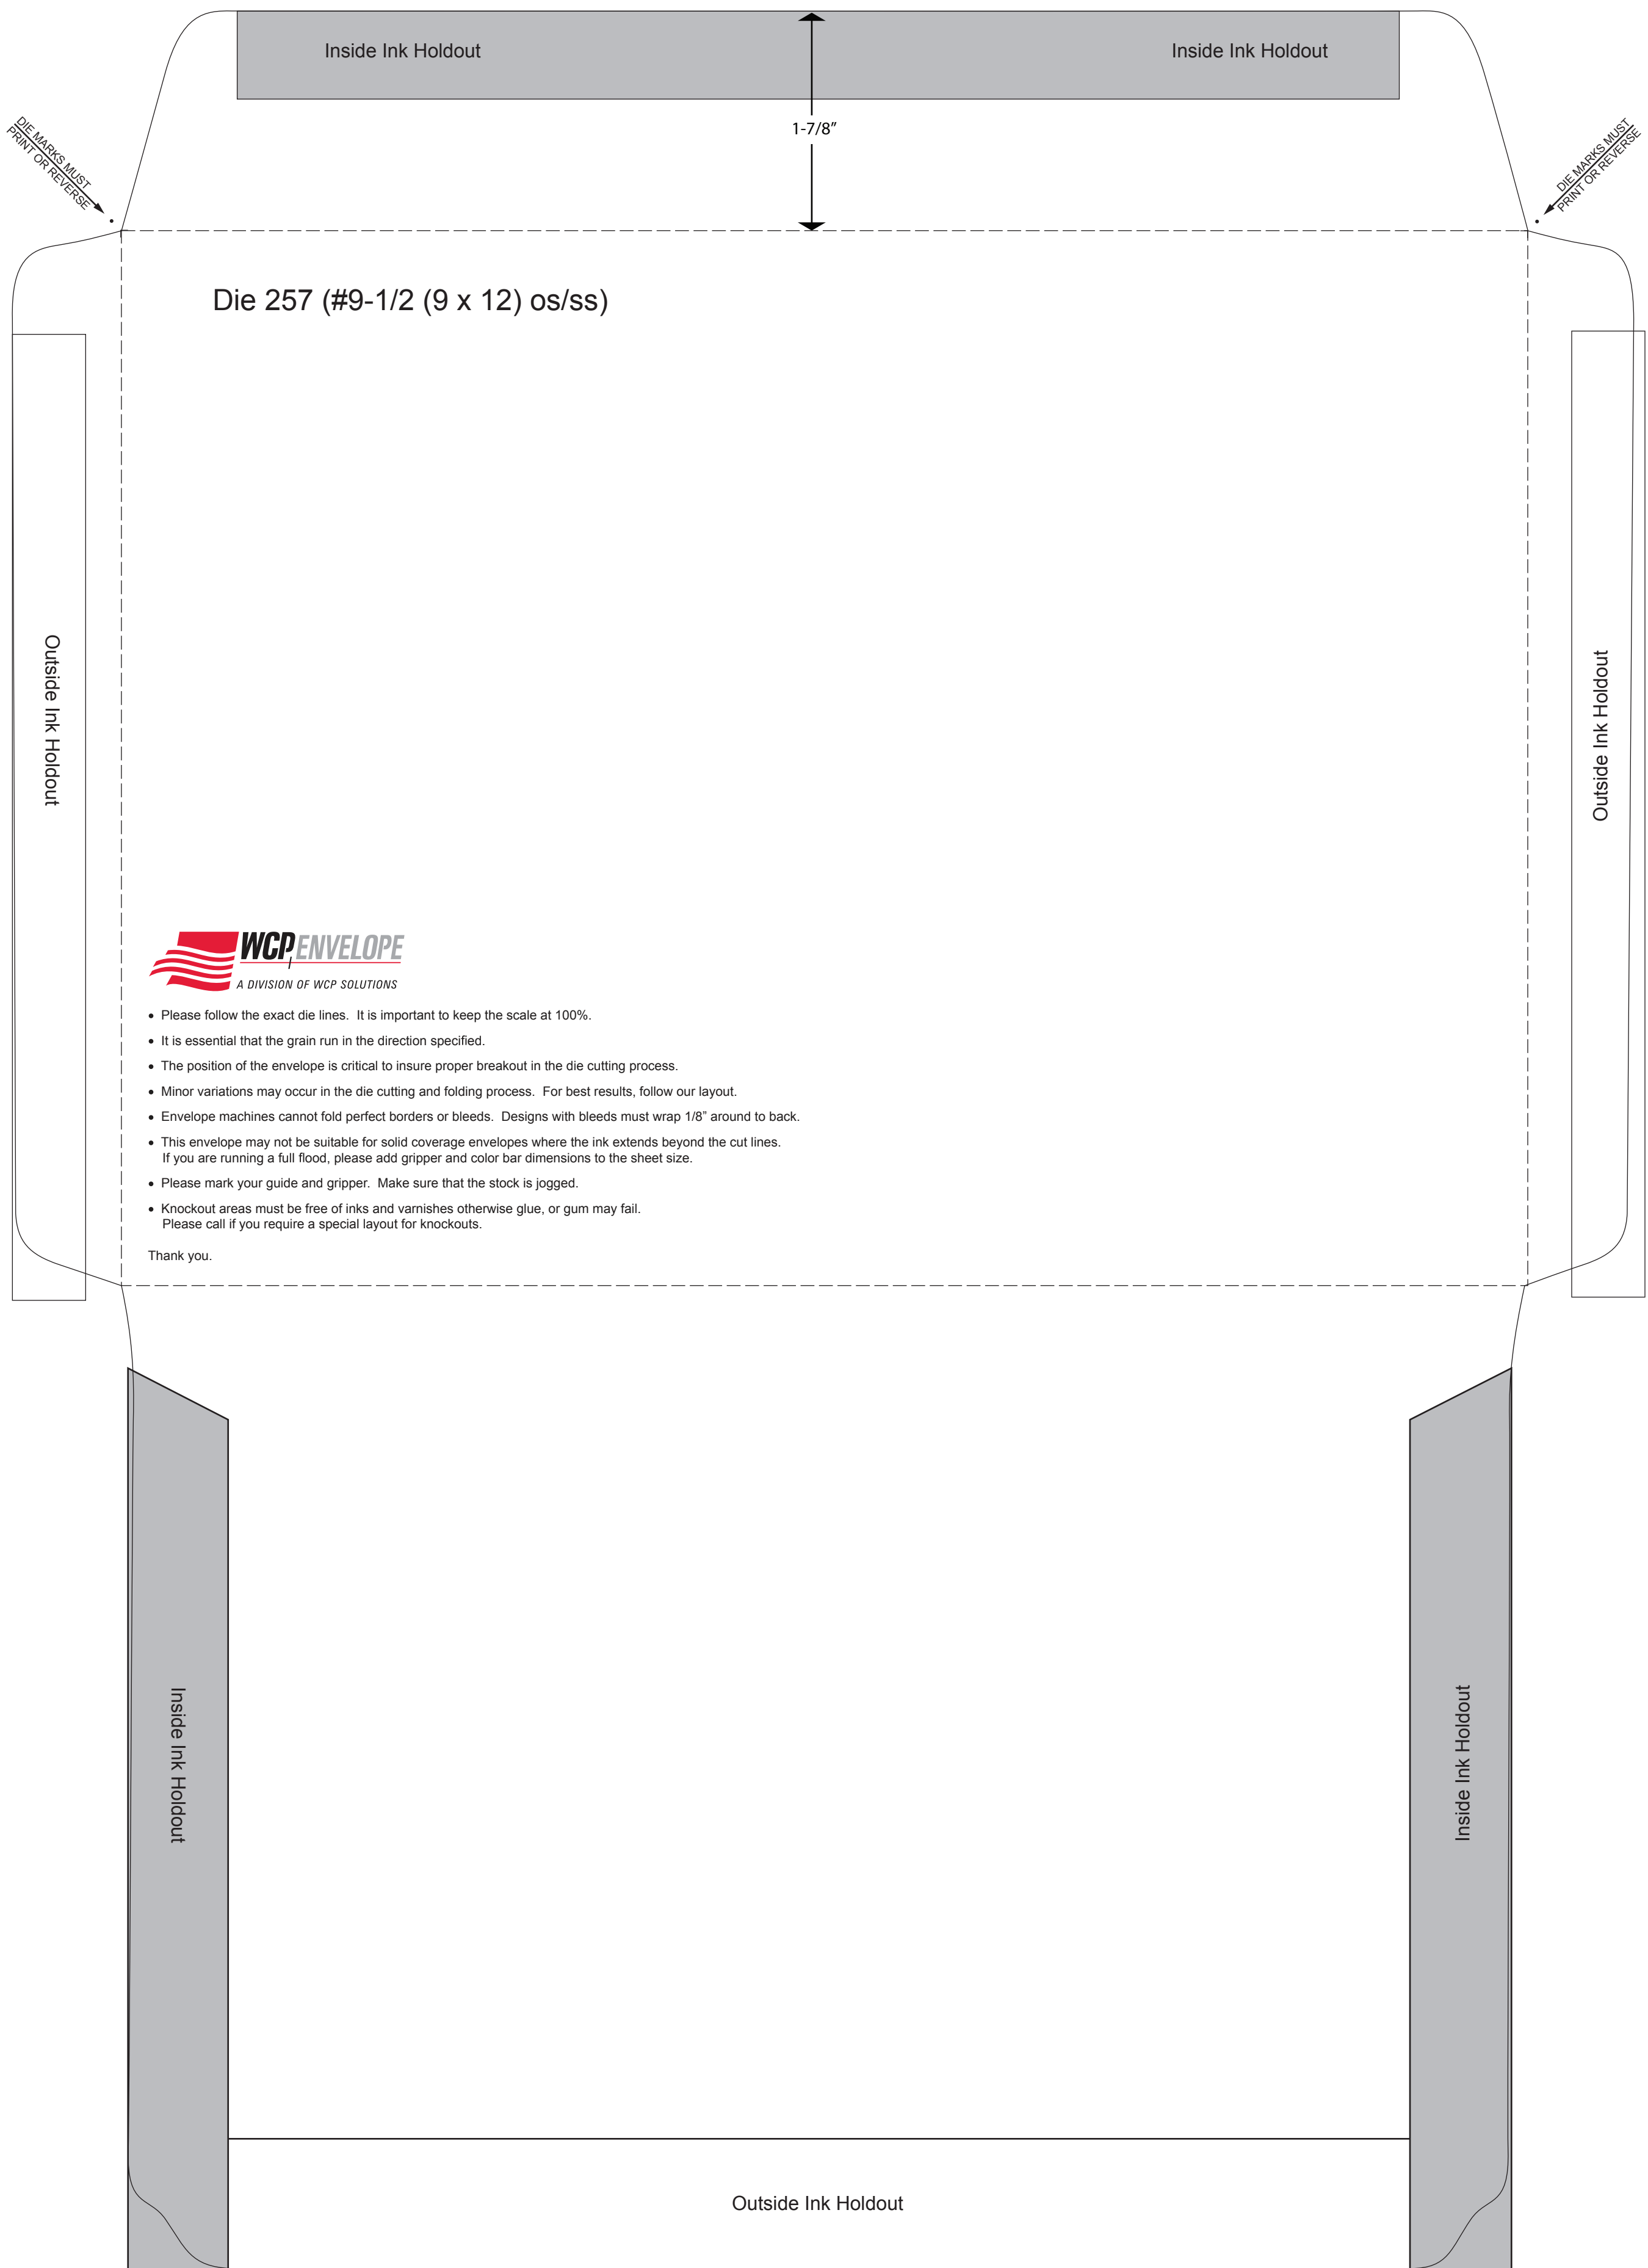 Inside Ink Holdout
Inside Ink Holdout
1-7/8”
DIE MARKS MUST
PRINT OR REVERSE
DIE MARKS MUST
PRINT OR REVERSE
Die 257 (#9-1/2 (9 x 12) os/ss)
Outside Ink Holdout
Outside Ink Holdout
WCP ENVELOPE
A DIVISION OF WCP SOLUTIONS
• Please follow the exact die lines. It is important to keep the scale at 100%.
• It is essential that the grain run in the direction specified.
• The position of the envelope is critical to insure proper breakout in the die cutting process.
• Minor variations may occur in the die cutting and folding process. For best results, follow our layout.
• Envelope machines cannot fold perfect borders or bleeds. Designs with bleeds must wrap 1/8” around to back.
• This envelope may not be suitable for solid coverage envelopes where the ink extends beyond the cut lines.
If you are running a full flood, please add gripper and color bar dimensions to the sheet size.
• Please mark your guide and gripper. Make sure that the stock is jogged.
• Knockout areas must be free of inks and varnishes otherwise glue, or gum may fail.
Please call if you require a special layout for knockouts.
Thank you.
Inside Ink Holdout
Inside Ink Holdout
Outside Ink Holdout